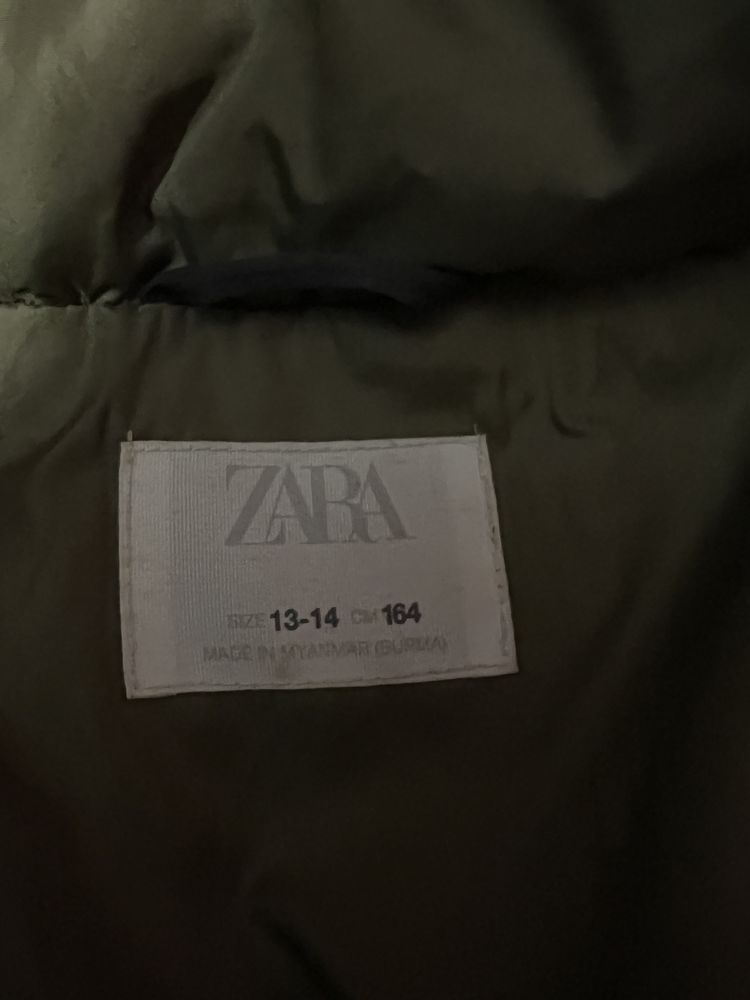 ZARA
SIZE 13-14 CM 164
MADE IN MYANMAR (BURMA)